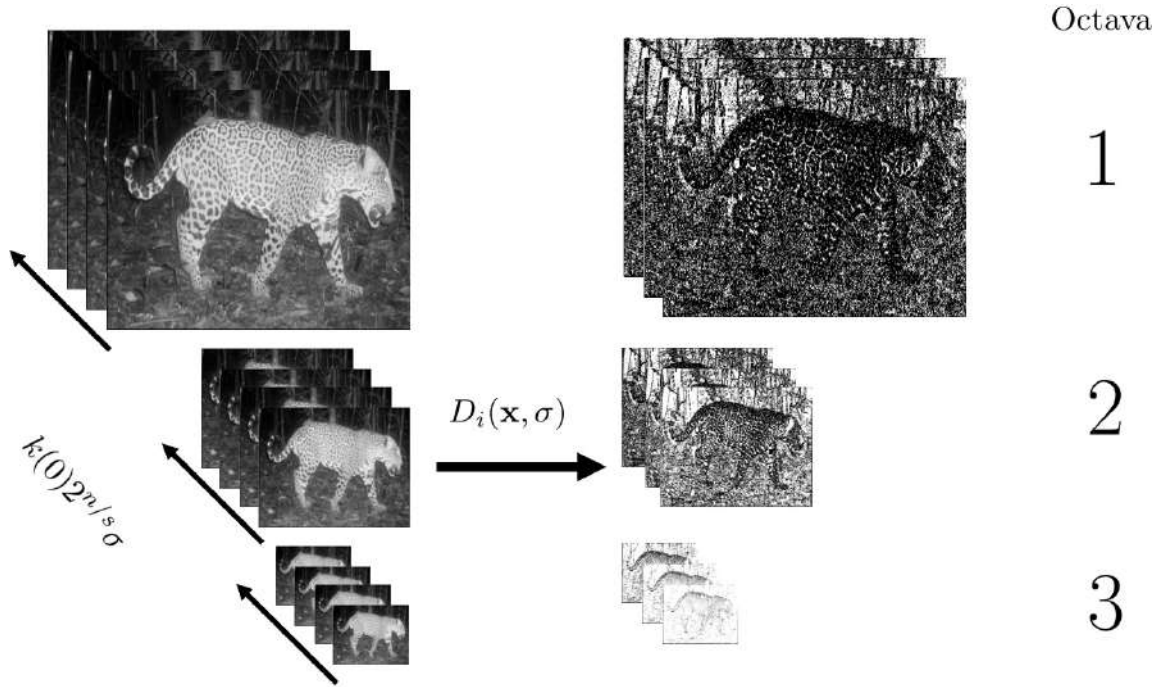 Octava
1
D_i(x, σ)
2
k(0)2^{n/s}σ
3